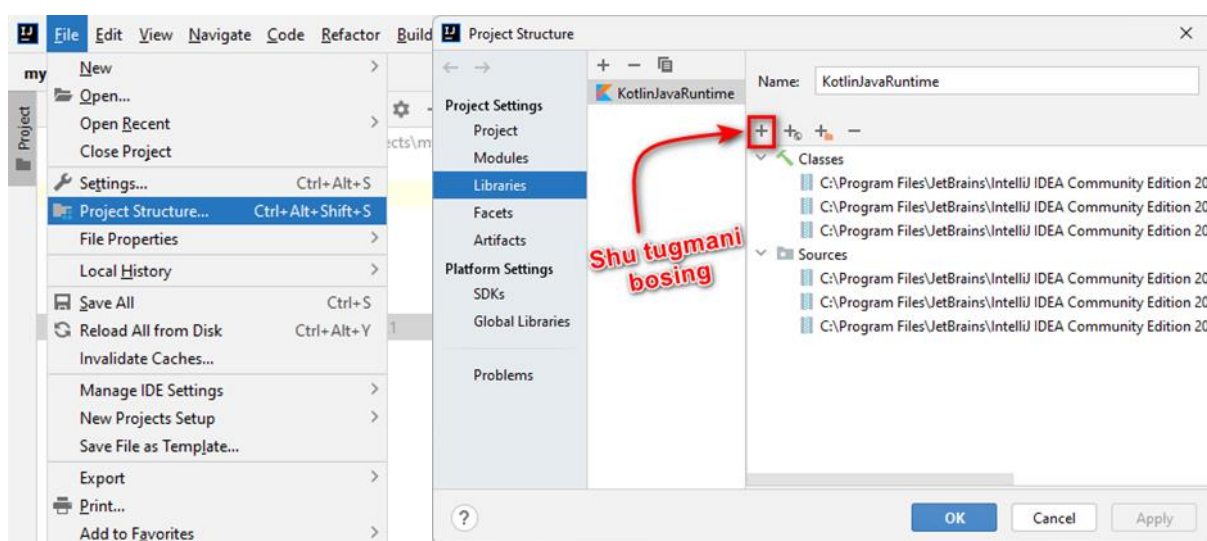 File Edit View Navigate Code Refactor Build
my
Project
New
Open...
Open Recent
Close Project
Settings... Ctrl+Alt+S
Project Structure... Ctrl+Alt+Shift+S
File Properties
Local History
Save All Ctrl+S
Reload All from Disk Ctrl+Alt+Y
Invalidate Caches...
Manage IDE Settings
New Projects Setup
Save File as Template...
Export
Print...
Add to Favorites
ects\m
1
Project Structure
Project Settings
Project
Modules
Libraries
Facets
Artifacts
Platform Settings
SDKs
Global Libraries
Problems
KotlinJavaRuntime
Name: KotlinJavaRuntime
Classes
C:\Program Files\JetBrains\IntelliJ IDEA Community Edition 20
C:\Program Files\JetBrains\IntelliJ IDEA Community Edition 20
C:\Program Files\JetBrains\IntelliJ IDEA Community Edition 20
Sources
C:\Program Files\JetBrains\IntelliJ IDEA Community Edition 20
C:\Program Files\JetBrains\IntelliJ IDEA Community Edition 20
C:\Program Files\JetBrains\IntelliJ IDEA Community Edition 20
Shu tugmani
bosing
? OK Cancel Apply